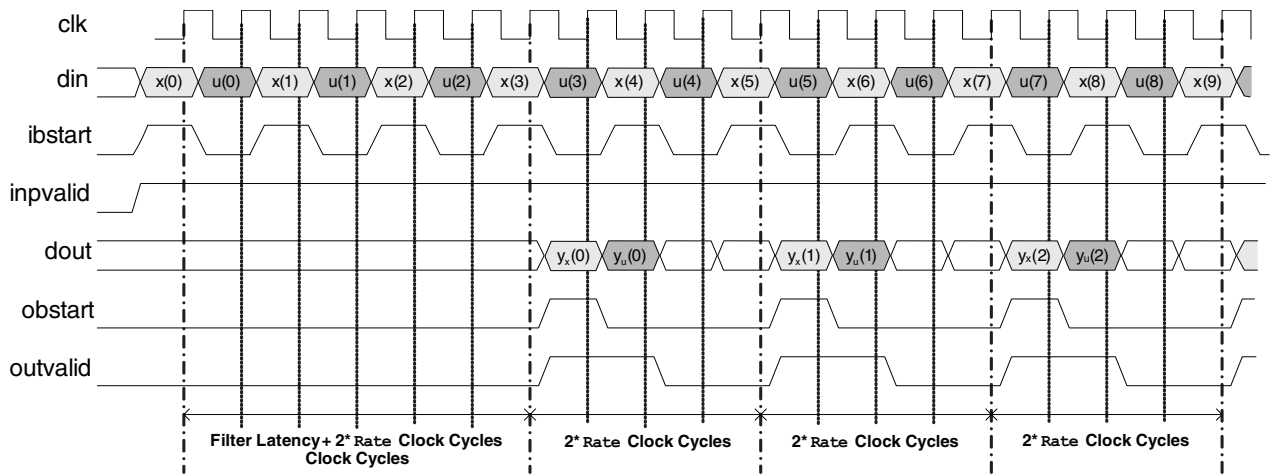 clk
din x(0) u(0) x(1) u(1) x(2) u(2) x(3) u(3) x(4) u(4) x(5) u(5) x(6) u(6) x(7) u(7) x(8) u(8) x(9)
ibstart
inpvalid
dout yx(0) yu(0) yx(1) yu(1) yx(2) yu(2)
obstart
outvalid
Filter Latency + 2* Rate Clock Cycles 2* Rate Clock Cycles 2* Rate Clock Cycles 2* Rate Clock Cycles
Clock Cycles